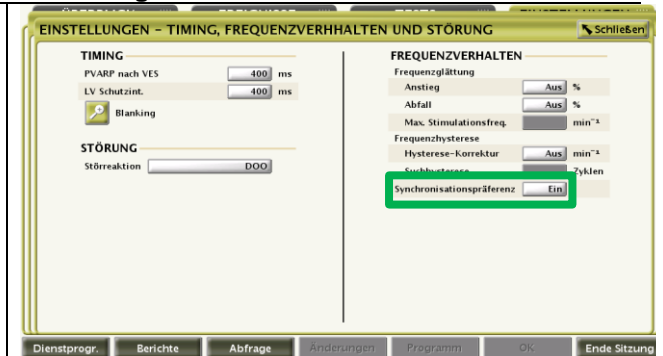 EINSTELLUNGEN - TIMING, FREQUENZVERHHALTEN UND STÖRUNG
Schließen
TIMING
PVARP nach VES 400 ms
LV Schutzint. 400 ms
Blanking
STÖRUNG
Störreaktion DOO
FREQUENZVERHALTEN
Frequenzglättung
Anstieg Aus %
Abfall Aus %
Max. Stimulationsfreq. min⁻¹
Frequenzhysterese
Hysterese-Korrektur Aus min⁻¹
Suchhysterese Zyklen
Synchronisationspräferenz Ein
Dienstprogr. Berichte Abfrage Änderungen Programm OK Ende Sitzung